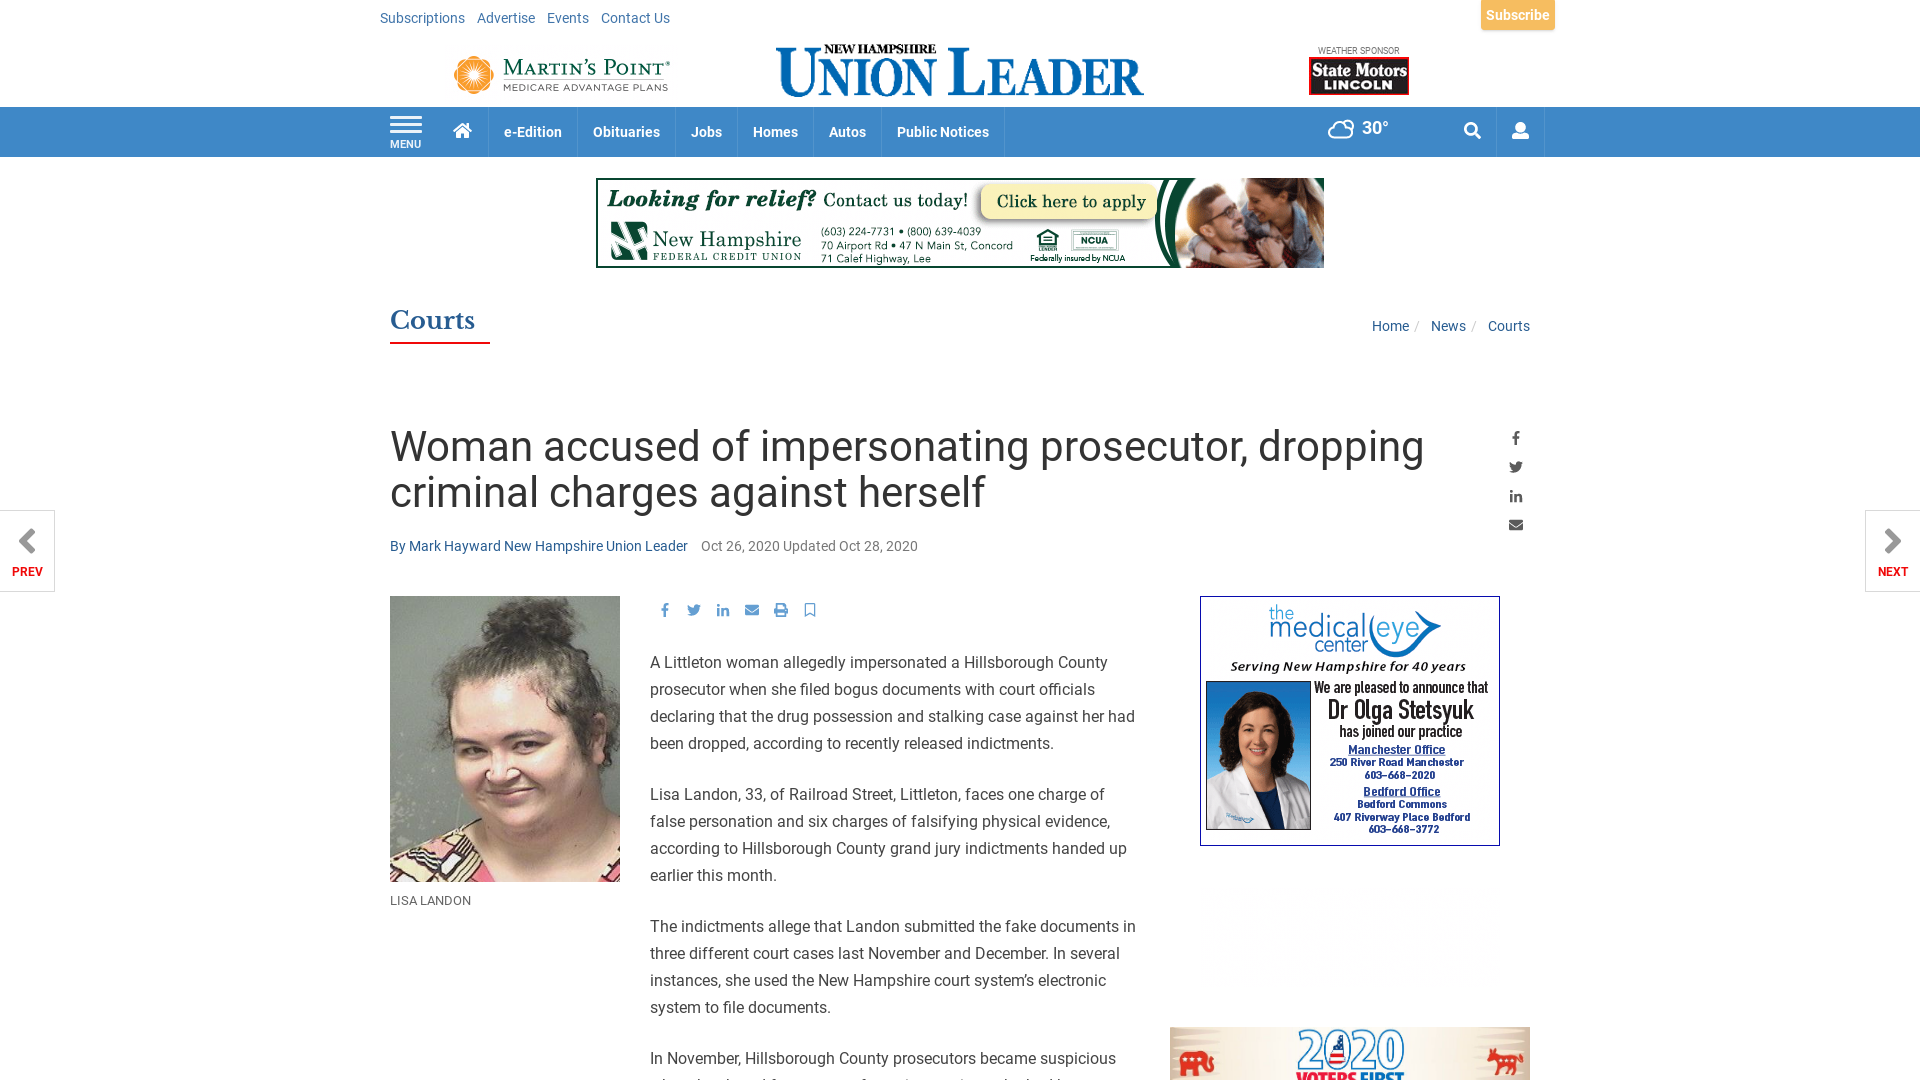 Subscriptions Advertise Events Contact Us
Subscribe
MARTIN'S POINT®
MEDICARE ADVANTAGE PLANS
NEW HAMPSHIRE
UNION LEADER
WEATHER SPONSOR
State Motors
LINCOLN
MENU
e-Edition Obituaries Jobs Homes Autos Public Notices
30°
Looking for relief? Contact us today!
Click here to apply
New Hampshire
FEDERAL CREDIT UNION
(603) 224-7731 • (800) 639-4039
70 Airport Rd • 47 N Main St, Concord
71 Calef Highway, Lee
LENDER
NCUA
Federally insured by NCUA
Courts
Home / News / Courts
Woman accused of impersonating prosecutor, dropping
criminal charges against herself
By Mark Hayward New Hampshire Union Leader Oct 26, 2020 Updated Oct 28, 2020
PREV
NEXT
LISA LANDON
A Littleton woman allegedly impersonated a Hillsborough County
prosecutor when she filed bogus documents with court officials
declaring that the drug possession and stalking case against her had
been dropped, according to recently released indictments.
Lisa Landon, 33, of Railroad Street, Littleton, faces one charge of
false personation and six charges of falsifying physical evidence,
according to Hillsborough County grand jury indictments handed up
earlier this month.
The indictments allege that Landon submitted the fake documents in
three different court cases last November and December. In several
instances, she used the New Hampshire court system’s electronic
system to file documents.
In November, Hillsborough County prosecutors became suspicious
the
medical eye
center
Serving New Hampshire for 40 years
We are pleased to announce that
Dr Olga Stetsyuk
has joined our practice
Manchester Office
250 River Road Manchester
603-668-2020
Bedford Office
Bedford Commons
407 Riverway Place Bedford
603-668-3772
2020
VOTERS FIRST